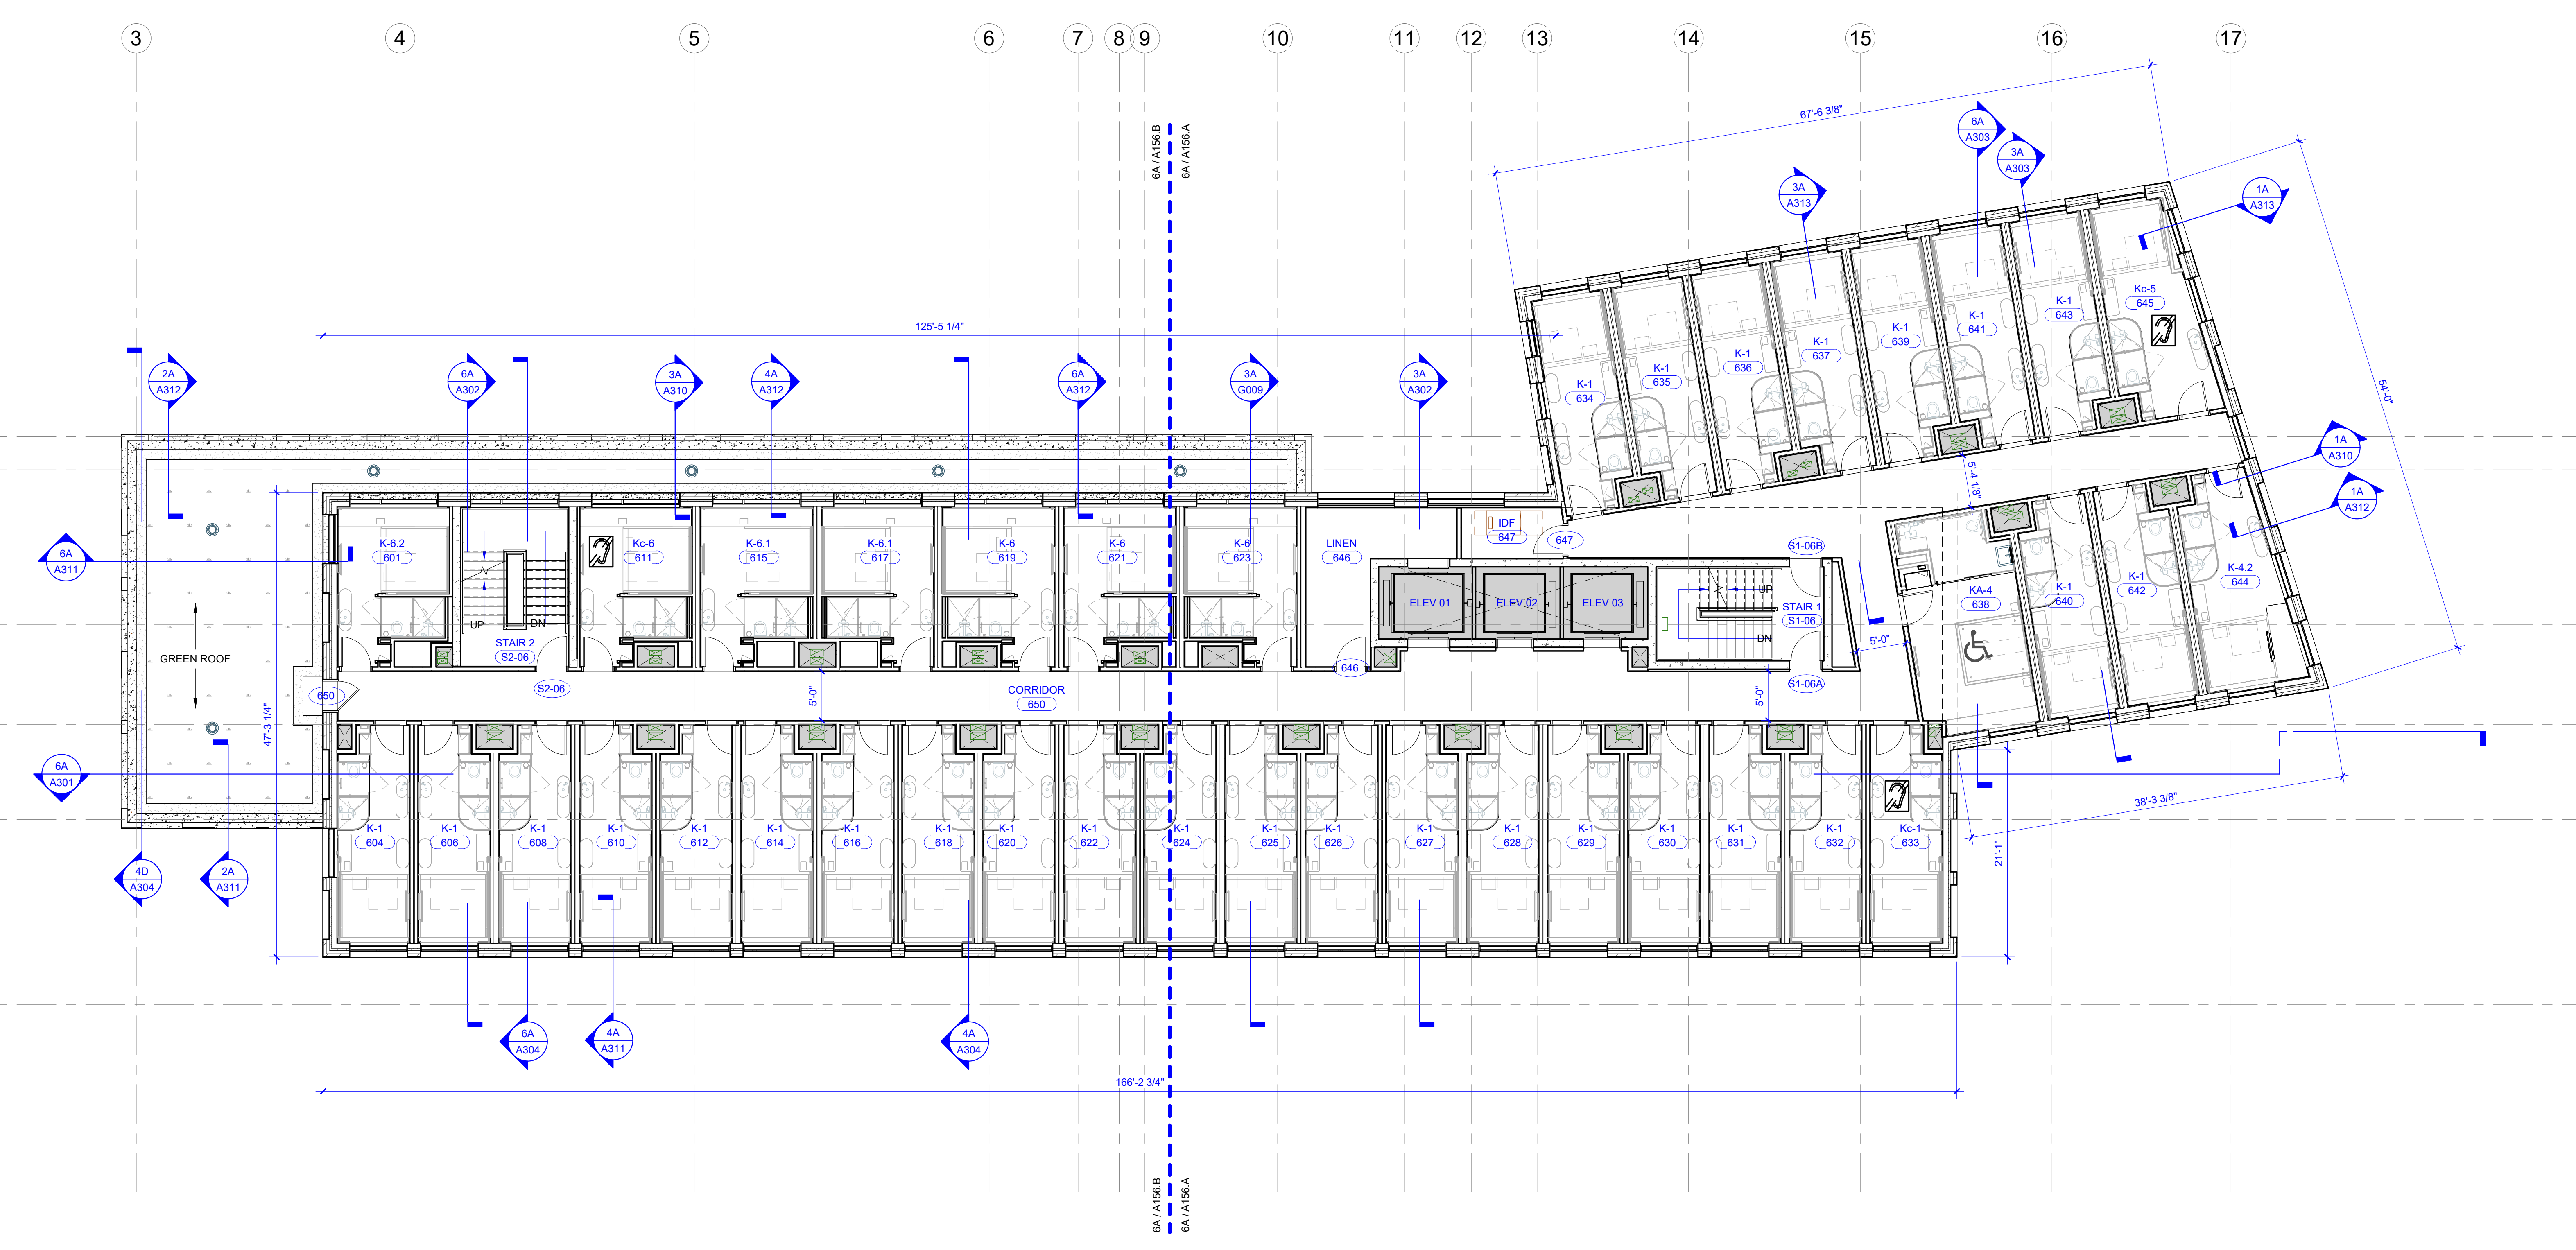 3 4 5 6 7 8 9 10 11 12 13 14 15 16 17
6A / A156.B
6A / A156.A
67'-6 3/8"
6A
A303
3A
A303
3A
A313
1A
A313
54'-0"
125'-5 1/4"
2A
A312
6A
A302
3A
A310
4A
A312
6A
A312
3A
G009
3A
A302
K-1
634
K-1
635
K-1
636
K-1
637
K-1
639
K-1
641
K-1
643
Kc-5
645
1A
A310
1A
A312
5'-4 1/8"
6A
A311
K-6.2
601
UP
DN
STAIR 2
S2-06
Kc-6
611
K-6.1
615
K-6.1
617
K-6
619
K-6
621
K-6
623
LINEN
646
IDF
647
647
S1-06B
ELEV 01
ELEV 02
ELEV 03
UP
DN
STAIR 1
S1-06
5'-0"
KA-4
638
K-1
640
K-1
642
K-4.2
644
GREEN ROOF
650
S2-06
CORRIDOR
650
5'-0"
646
5'-0"
S1-06A
47'-3 1/4"
6A
A301
K-1
604
K-1
606
K-1
608
K-1
610
K-1
612
K-1
614
K-1
616
K-1
618
K-1
620
K-1
622
K-1
624
K-1
625
K-1
626
K-1
627
K-1
628
K-1
629
K-1
630
K-1
631
K-1
632
Kc-1
633
38'-3 3/8"
21'-1"
4D
A304
2A
A311
6A
A304
4A
A311
4A
A304
166'-2 3/4"
6A / A156.B
6A / A156.A